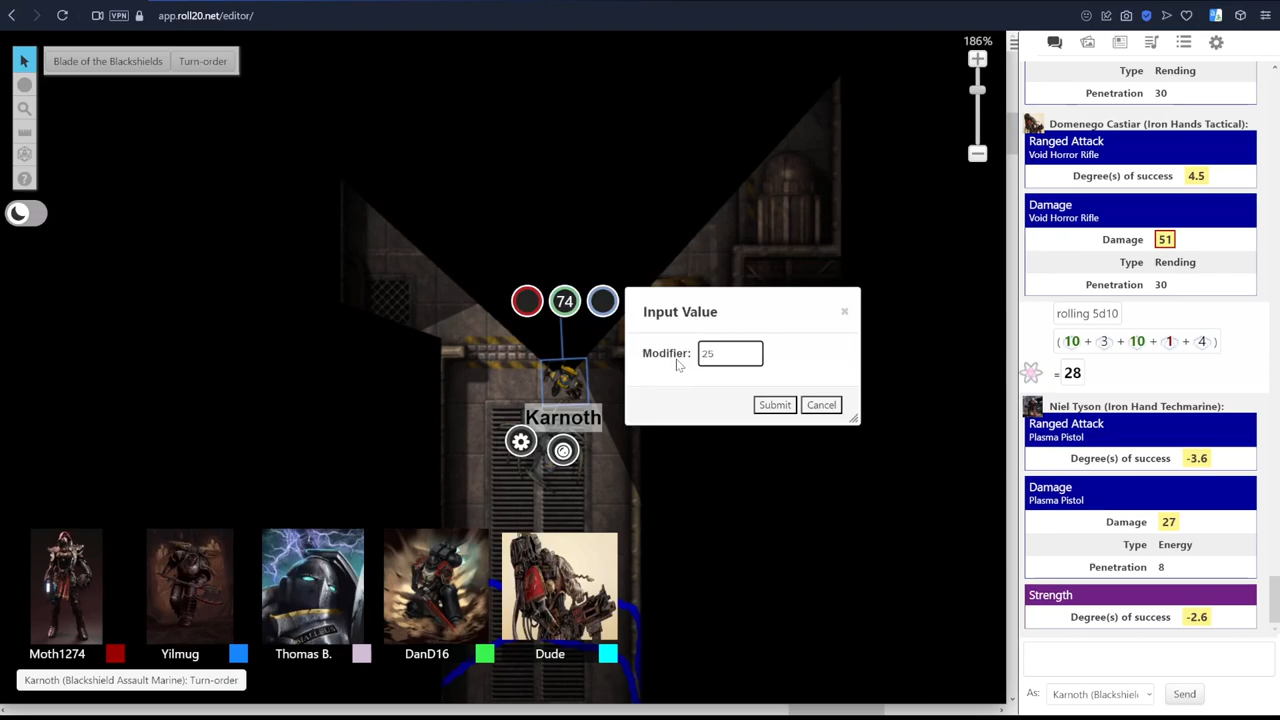 VPN
app.roll20.net/editor/
Blade of the Blackshields
Turn-order
186%
74
Karnoth
Input Value
Modifier:
25
Submit
Cancel
Type Rending
Penetration 30
Domenego Castiar (Iron Hands Tactical):
Ranged Attack
Void Horror Rifle
Degree(s) of success 4.5
Damage
Void Horror Rifle
Damage 51
Type Rending
Penetration 30
rolling 5d10
( 10 + 3 + 10 + 1 + 4 )
= 28
Niel Tyson (Iron Hand Techmarine):
Ranged Attack
Plasma Pistol
Degree(s) of success -3.6
Damage
Plasma Pistol
Damage 27
Type Energy
Penetration 8
Strength
Degree(s) of success -2.6
Moth1274
Yilmug
Thomas B.
DanD16
Dude
Karnoth (Blackshield Assault Marine): Turn-order
As:
Karnoth (Blackshiel
Send